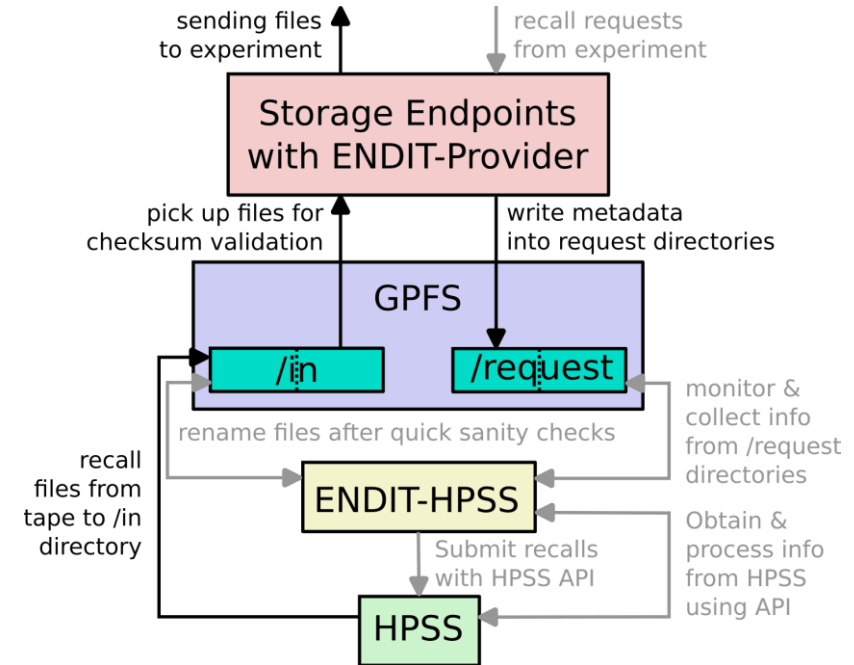 sending files
to experiment
recall requests
from experiment
Storage Endpoints
with ENDIT-Provider
pick up files for
checksum validation
write metadata
into request directories
GPFS
/in
/request
rename files after quick sanity checks
monitor &
collect info
from /request
directories
recall
files from
tape to /in
directory
ENDIT-HPSS
Submit recalls
with HPSS API
Obtain &
process info
from HPSS
using API
HPSS